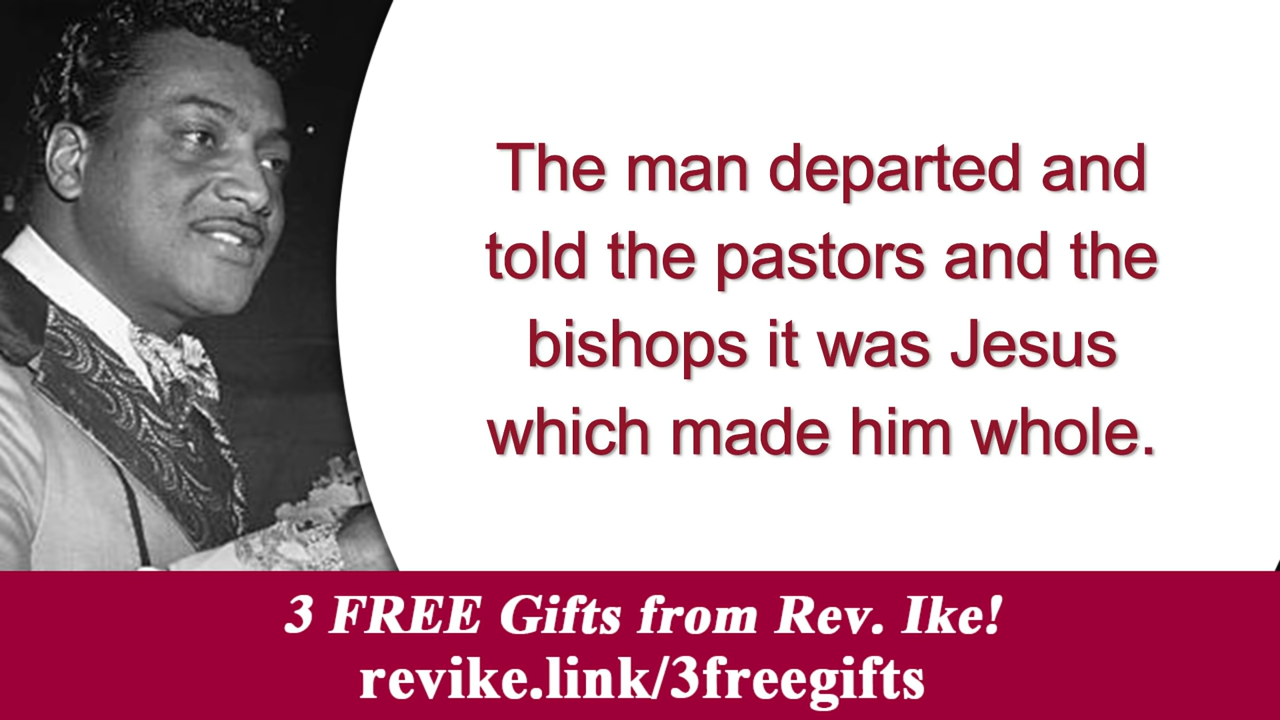 The man departed and
told the pastors and the
bishops it was Jesus
which made him whole.
3 FREE Gifts from Rev. Ike!
revike.link/3freegifts